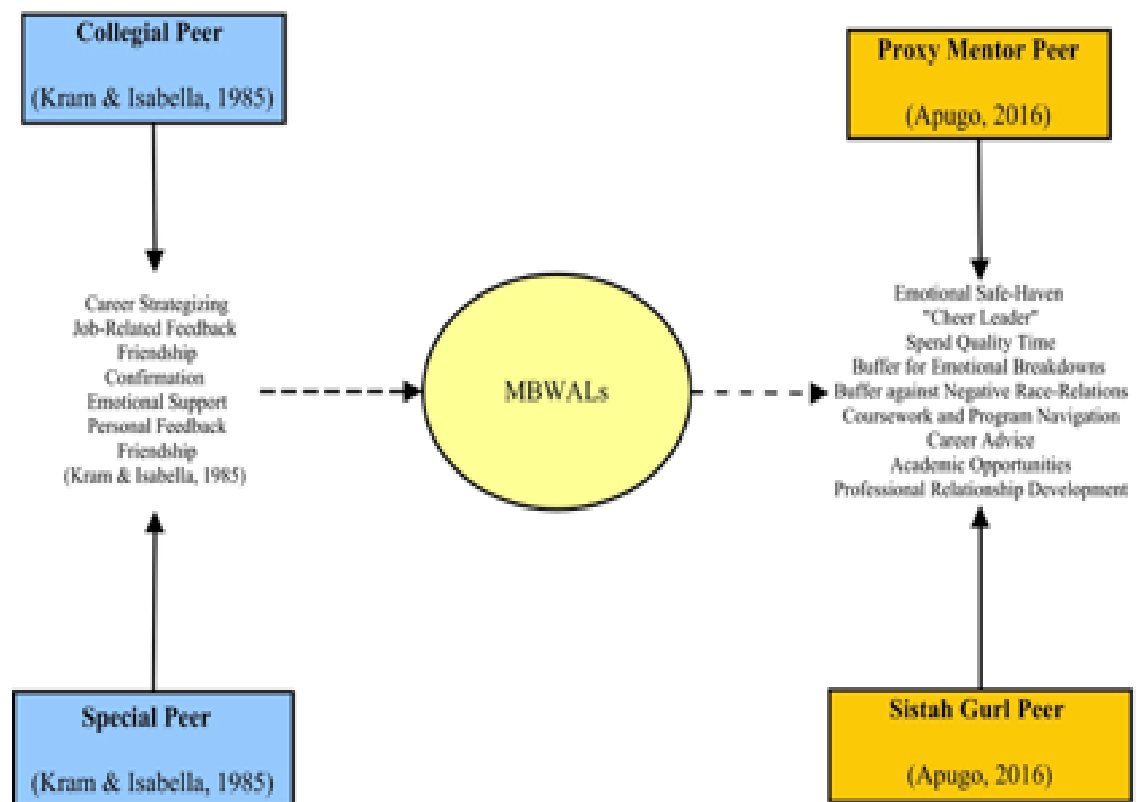 Collegial Peer
(Kram & Isabella, 1985)
Proxy Mentor Peer
(Apugo, 2016)
Career Strategizing
Job-Related Feedback
Friendship
Confirmation
Emotional Support
Personal Feedback
Friendship
(Kram & Isabella, 1985)
MBWALs
Emotional Safe-Haven
"Cheer Leader"
Spend Quality Time
Buffer for Emotional Breakdowns
Buffer against Negative Race-Relations
Coursework and Program Navigation
Career Advice
Academic Opportunities
Professional Relationship Development
Special Peer
(Kram & Isabella, 1985)
Sistah Gurl Peer
(Apugo, 2016)